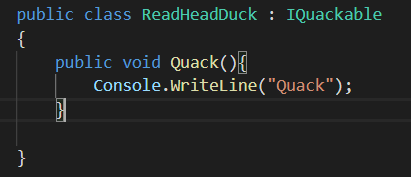 public class ReadHeadDuck : IQuackable
{
    public void Quack(){
        Console.WriteLine("Quack");
    }

}